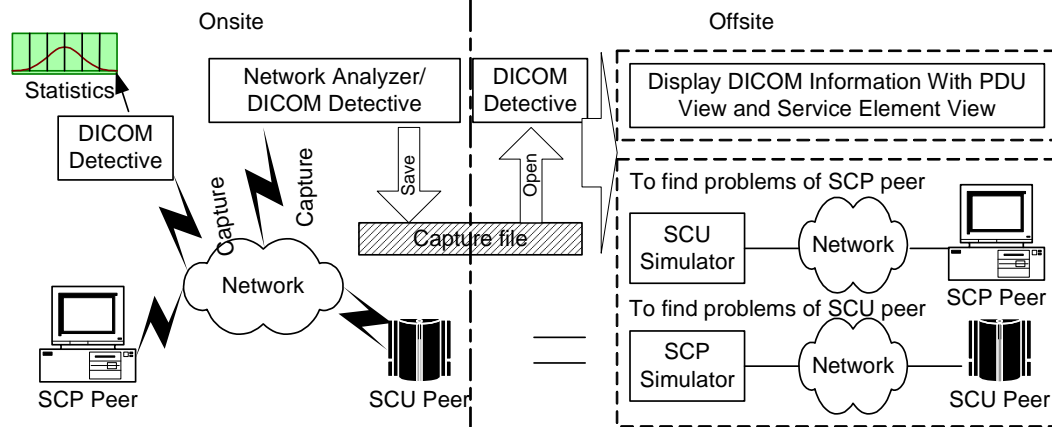 Onsite
Offsite
Statistics
DICOM
Detective
Network Analyzer/
DICOM Detective
DICOM
Detective
Display DICOM Information With PDU
View and Service Element View
Capture
Capture
Save
Open
Capture file
Network
SCP Peer
SCU Peer
To find problems of SCP peer
SCU
Simulator
Network
SCP Peer
To find problems of SCU peer
SCP
Simulator
Network
SCU Peer